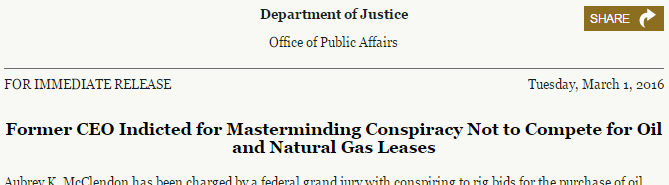 Department of Justice
SHARE
Office of Public Affairs
FOR IMMEDIATE RELEASE Tuesday, March 1, 2016
Former CEO Indicted for Masterminding Conspiracy Not to Compete for Oil
and Natural Gas Leases
Aubrey K. McClendon has been charged by a federal grand jury with conspiring to rig bids for the purchase of oil